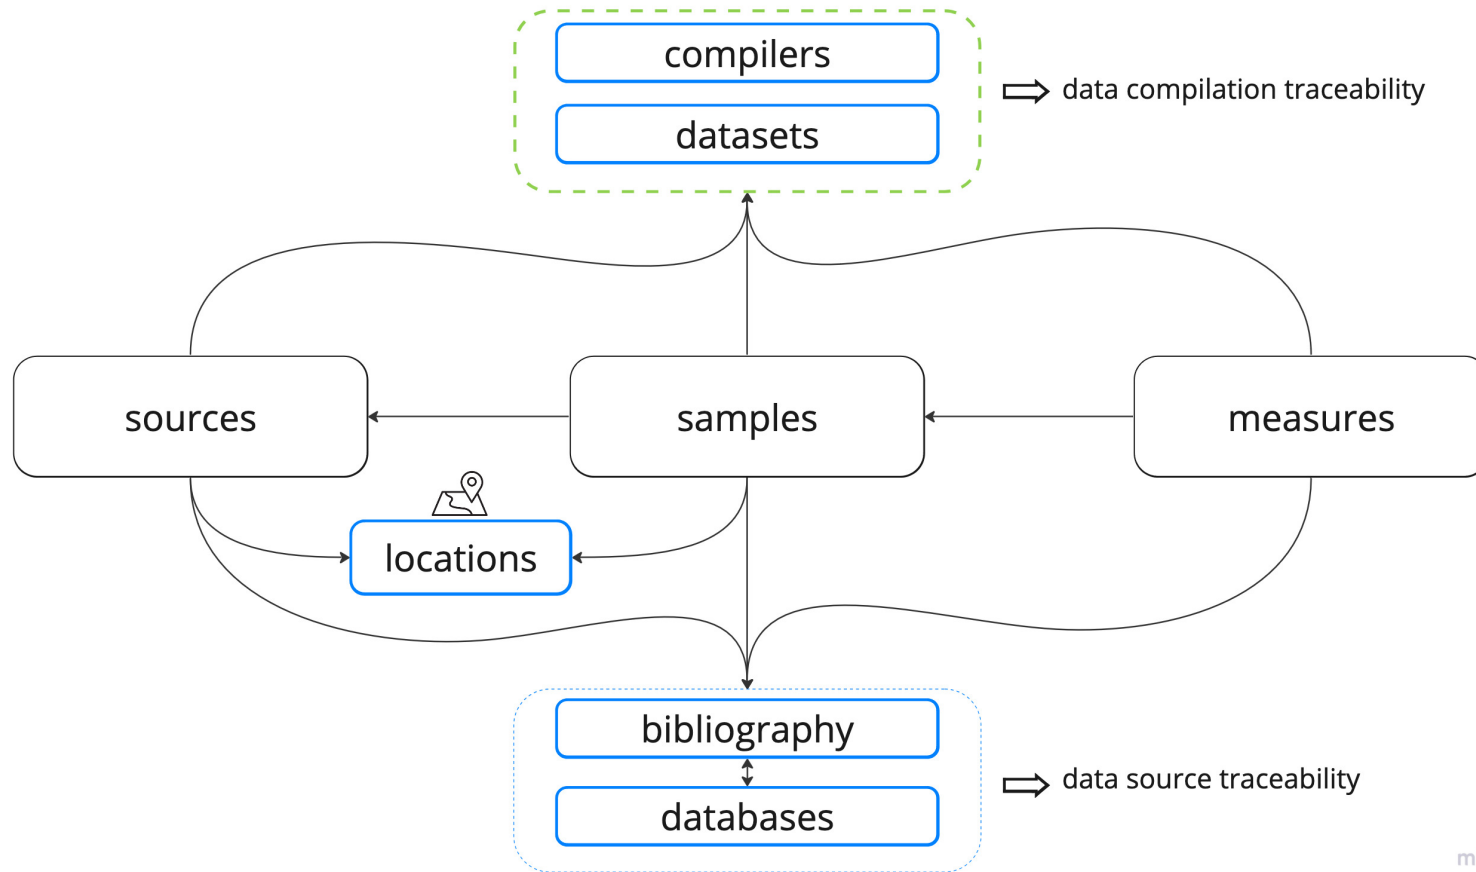 compilers
data compilation traceability
datasets
sources
samples
measures
locations
bibliography
data source traceability
databases
m